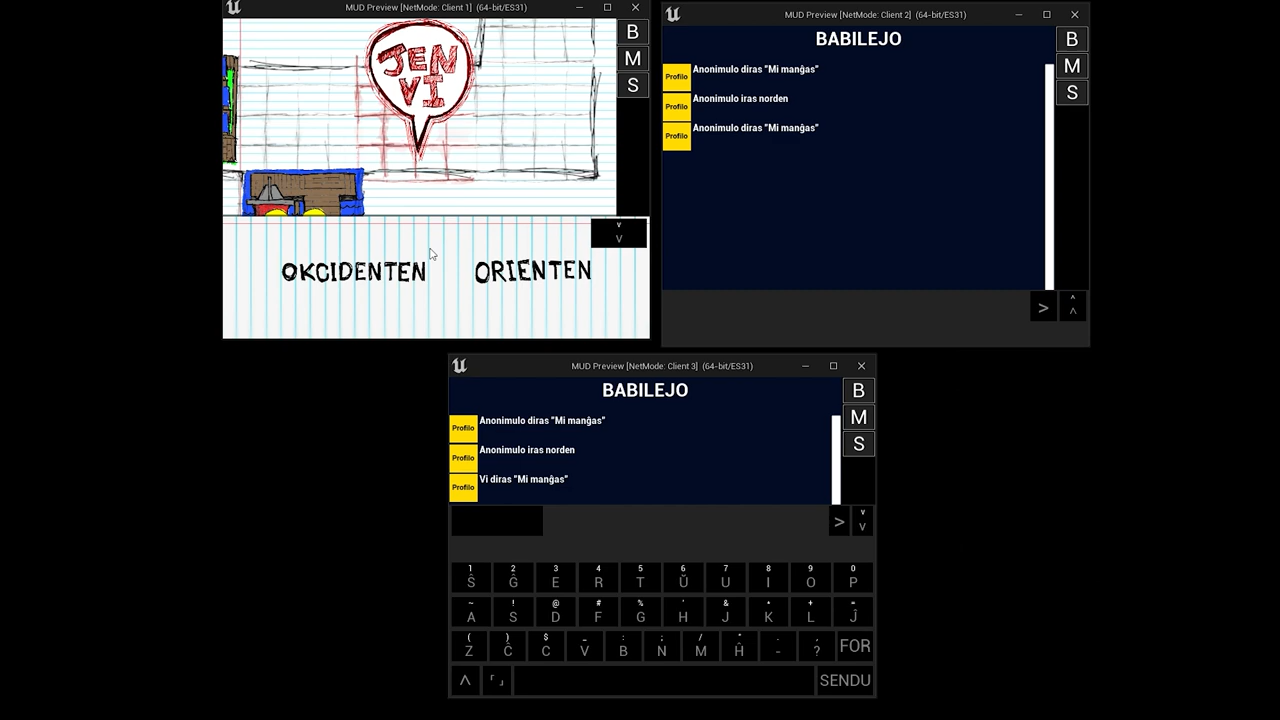 MUD Preview [NetMode: Client 1] (64-bit/ES31)
JEN
VI
B
M
S
v
V
OKCIDENTEN ORIENTEN
MUD Preview [NetMode: Client 2] (64-bit/ES31)
BABILEJO
B
M
S
Profilo Anonimulo diras "Mi manĝas"
Profilo Anonimulo iras norden
Profilo Anonimulo diras "Mi manĝas"
> ^
^
MUD Preview [NetMode: Client 3] (64-bit/ES31)
BABILEJO
B
M
S
Profilo Anonimulo diras "Mi manĝas"
Profilo Anonimulo iras norden
Profilo Vi diras "Mi manĝas"
> v
V
1 2 3 4 5 6 7 8 9 0
Ŝ Ĝ E R T Ŭ U I O P
~ ! @ # % ' & * + =
A S D F G H J K L Ĵ
( ) $ _ : ; / " . ,
Z Ĉ C V B N M Ĥ - ? FOR
^ ⌜⌟ SENDU